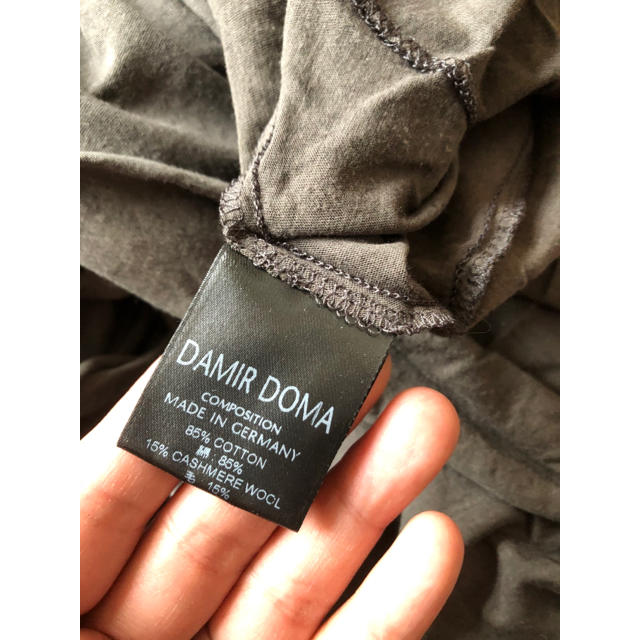 DAMIR DOMA
COMPOSITION
MADE IN GERMANY
85% COTTON
綿 85%
15% CASHMERE WOOL
毛 15%